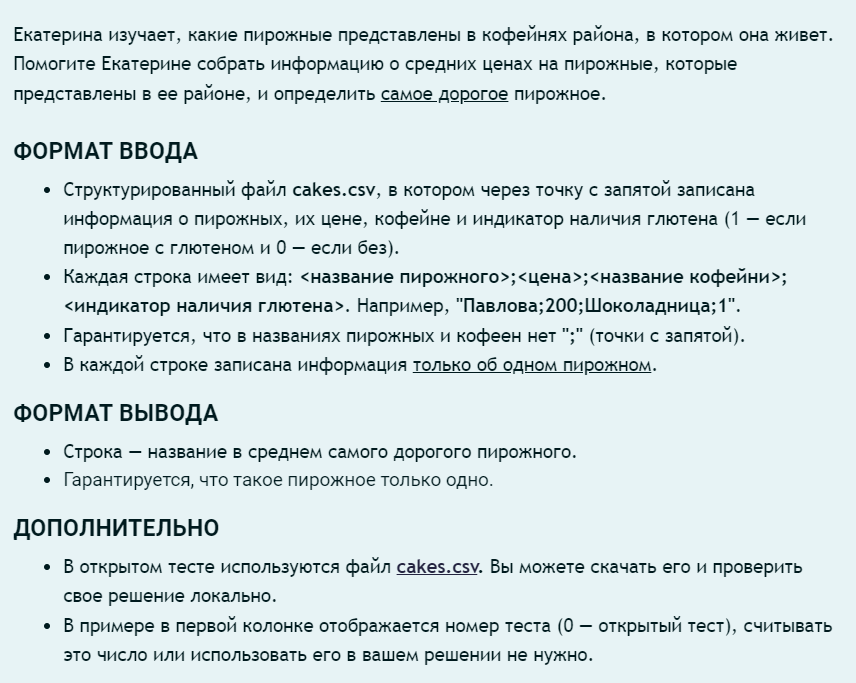 Екатерина изучает, какие пирожные представлены в кофейнях района, в котором она живет.
Помогите Екатерине собрать информацию о средних ценах на пирожные, которые
представлены в ее районе, и определить самое дорогое пирожное.
ФОРМАТ ВВОДА
• Структурированный файл cakes.csv, в котором через точку с запятой записана
информация о пирожных, их цене, кофейне и индикатор наличия глютена (1 — если
пирожное с глютеном и 0 — если без).
• Каждая строка имеет вид: <название пирожного>;<цена>;<название кофейни>;
<индикатор наличия глютена>. Например, "Павлова;200;Шоколадница;1".
• Гарантируется, что в названиях пирожных и кофеен нет ";" (точки с запятой).
• В каждой строке записана информация только об одном пирожном.
ФОРМАТ ВЫВОДА
• Строка — название в среднем самого дорогого пирожного.
• Гарантируется, что такое пирожное только одно.
ДОПОЛНИТЕЛЬНО
• В открытом тесте используются файл cakes.csv. Вы можете скачать его и проверить
свое решение локально.
• В примере в первой колонке отображается номер теста (0 — открытый тест), считывать
это число или использовать его в вашем решении не нужно.